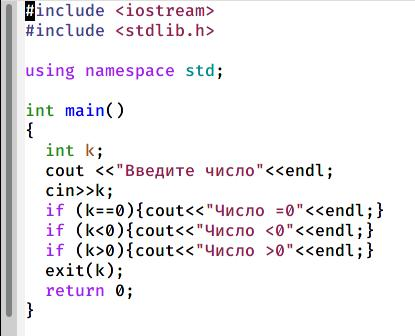 #include <iostream>
#include <stdlib.h>

using namespace std;

int main()
{
  int k;
  cout <<"Введите число"<<endl;
  cin>>k;
  if (k==0){cout<<"Число =0"<<endl;}
  if (k<0){cout<<"Число <0"<<endl;}
  if (k>0){cout<<"Число >0"<<endl;}
  exit(k);
  return 0;
}